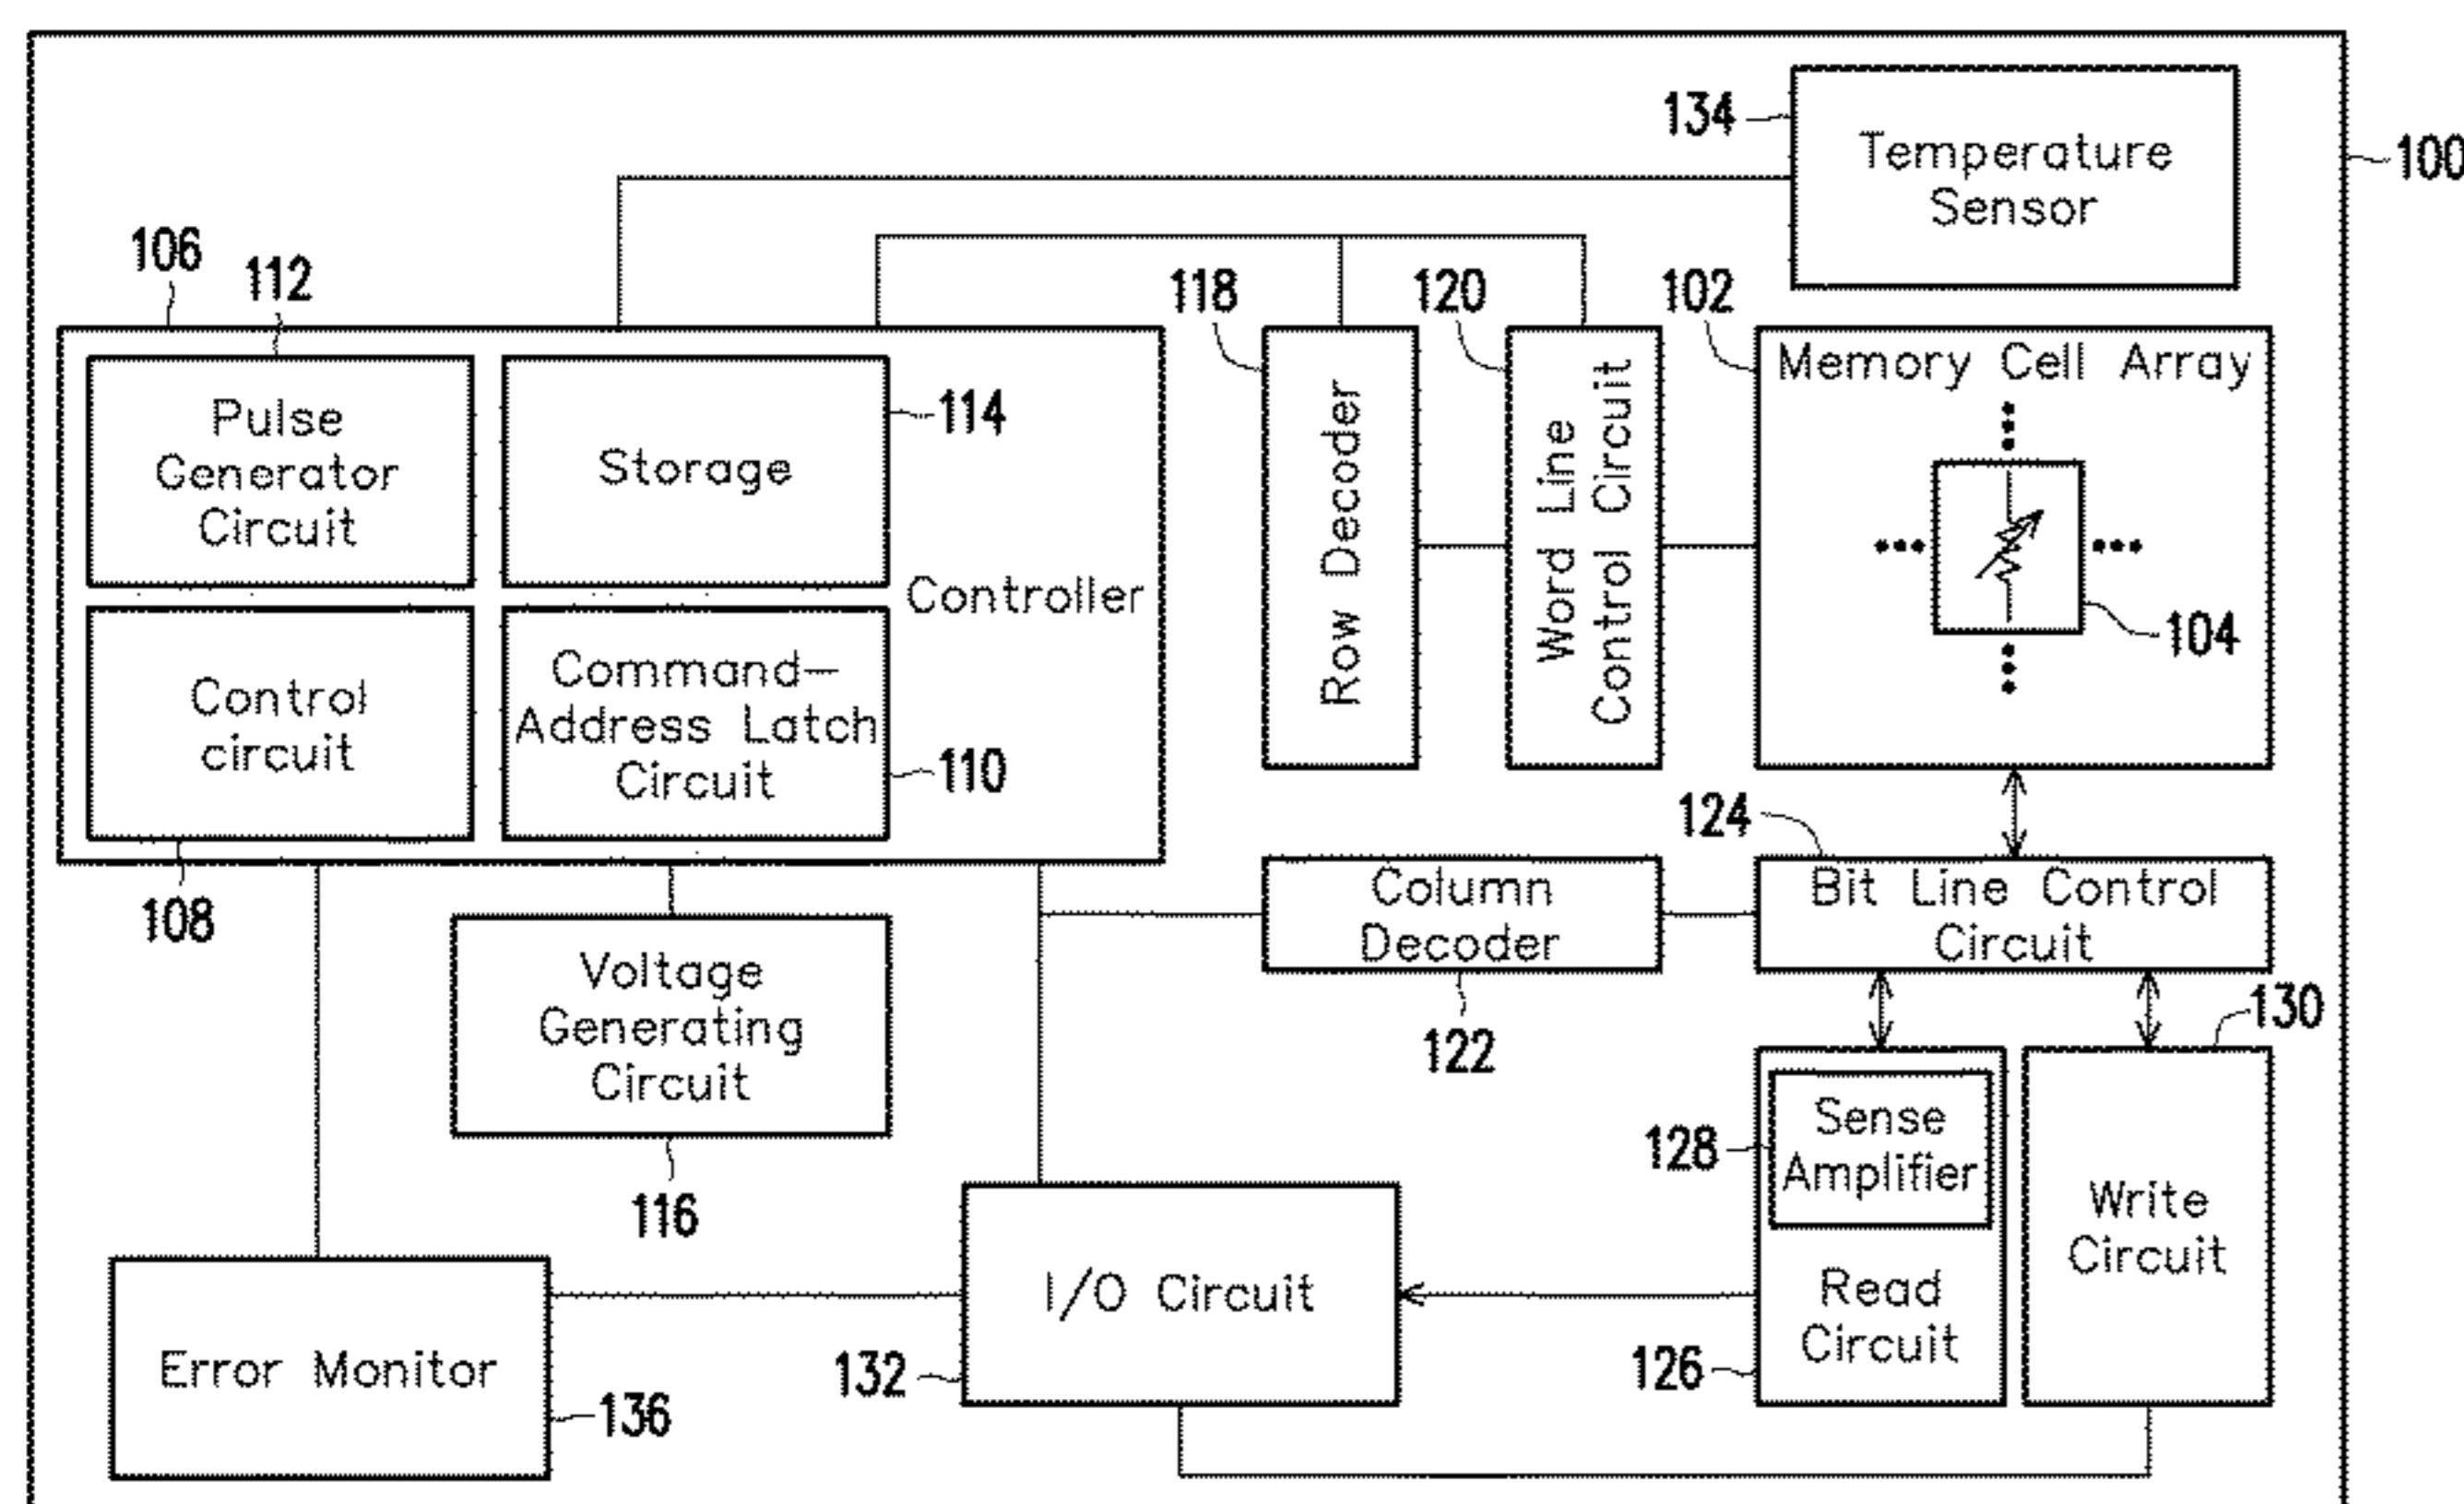 134
Temperature
Sensor
100
106
112
118
120
102
Pulse
Generator
Circuit
Storage
114
Controller
Control
circuit
Command-
Address Latch
Circuit
110
108
Row Decoder
Word Line
Control Circuit
Memory Cell Array
104
124
Bit Line Control
Circuit
Column
Decoder
122
Voltage
Generating
Circuit
116
130
128
Sense
Amplifier
Read
Circuit
126
Write
Circuit
I/O Circuit
132
Error Monitor
136